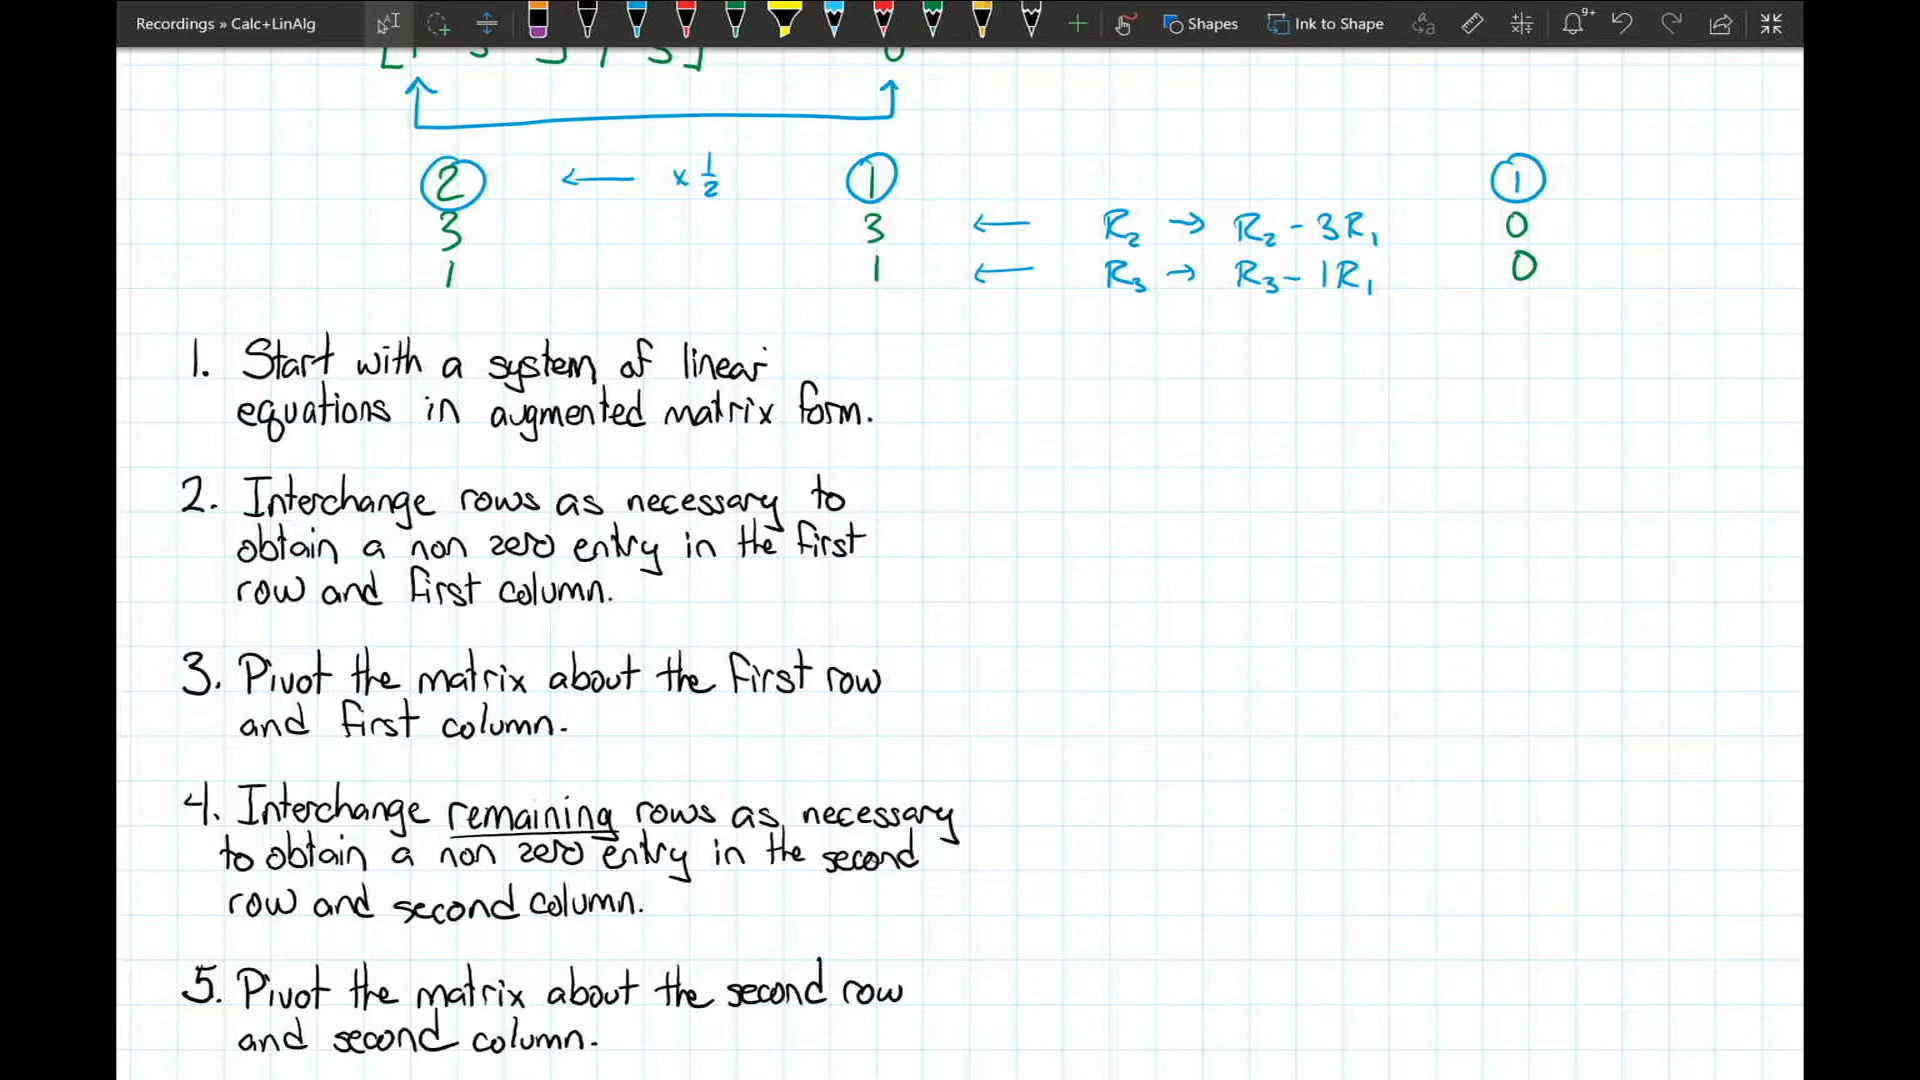 Recordings » Calc+LinAlg Shapes Ink to Shape 9+
2 ← × 1/2 1 1
3 3 ← R₂ → R₂ - 3R₁ 0
1 1 ← R₃ → R₃ - 1R₁ 0
1. Start with a system of linear
equations in augmented matrix form.
2. Interchange rows as necessary to
obtain a non zero entry in the first
row and first column.
3. Pivot the matrix about the first row
and first column.
4. Interchange remaining rows as necessary
to obtain a non zero entry in the second
row and second column.
5. Pivot the matrix about the second row
and second column.